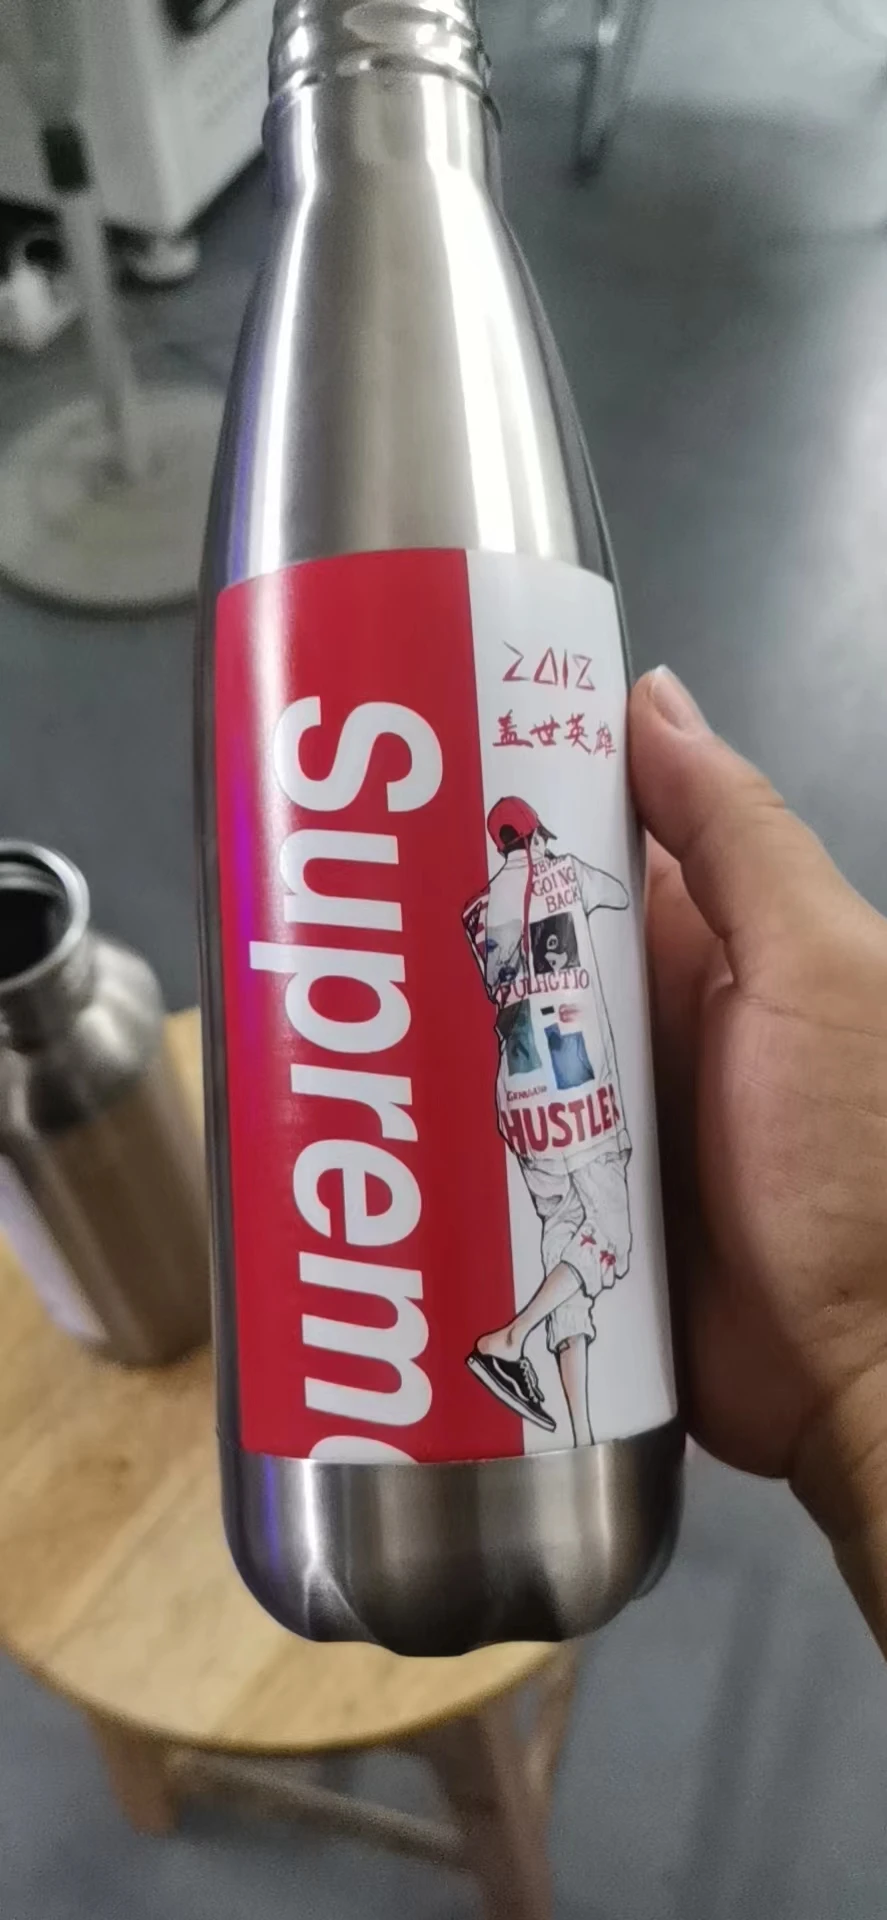 Suprem
2018
盖世英雄
GOING
BACK
HUSTLER